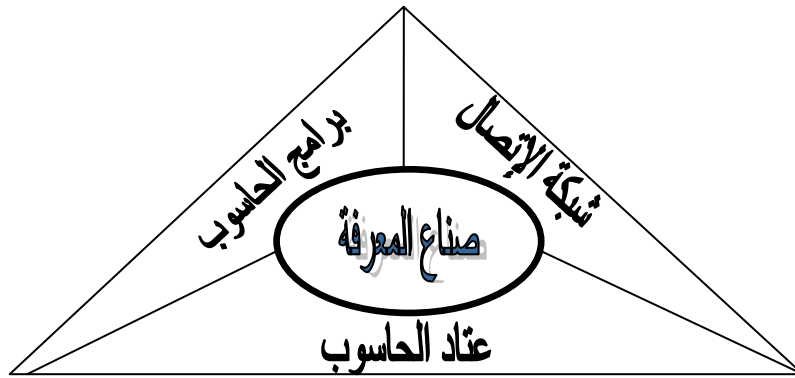 شبكة الإتصال
برامج الحاسوب
صناع المعرفة
عتاد الحاسوب